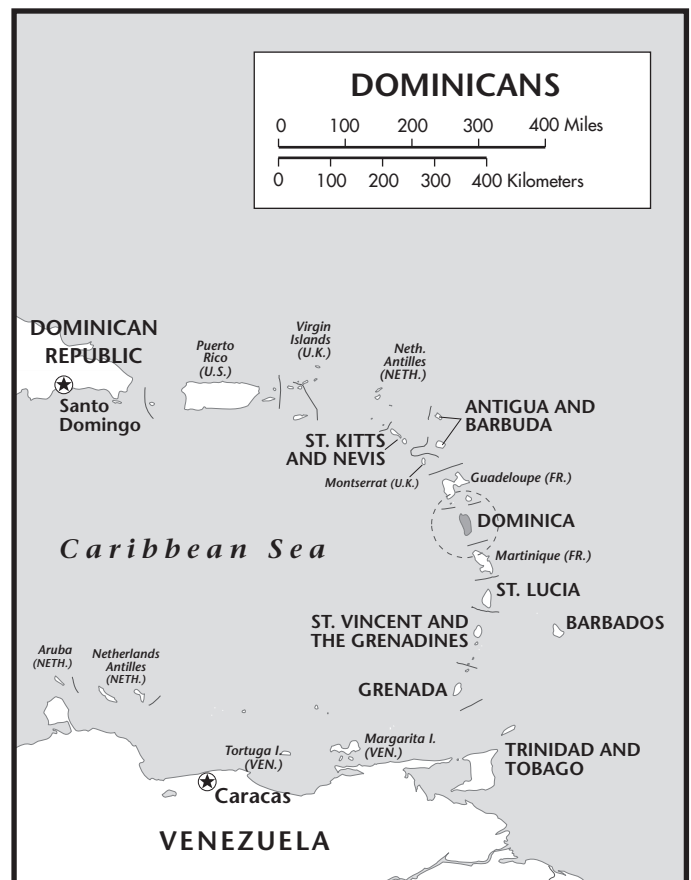 DOMINICANS
0 100 200 300 400 Miles
0 100 200 300 400 Kilometers
DOMINICAN
REPUBLIC
Santo
Domingo
Puerto
Rico
(U.S.)
Virgin
Islands
(U.K.)
Neth.
Antilles
(NETH.)
ANTIGUA AND
BARBUDA
ST. KITTS
AND NEVIS
Montserrat (U.K.)
Guadeloupe (FR.)
DOMINICA
Caribbean Sea
Martinique (FR.)
ST. LUCIA
ST. VINCENT AND
THE GRENADINES
BARBADOS
Aruba
(NETH.)
Netherlands
Antilles
(NETH.)
GRENADA
Tortuga I.
(VEN.)
Margarita I.
(VEN.)
TRINIDAD AND
TOBAGO
Caracas
VENEZUELA